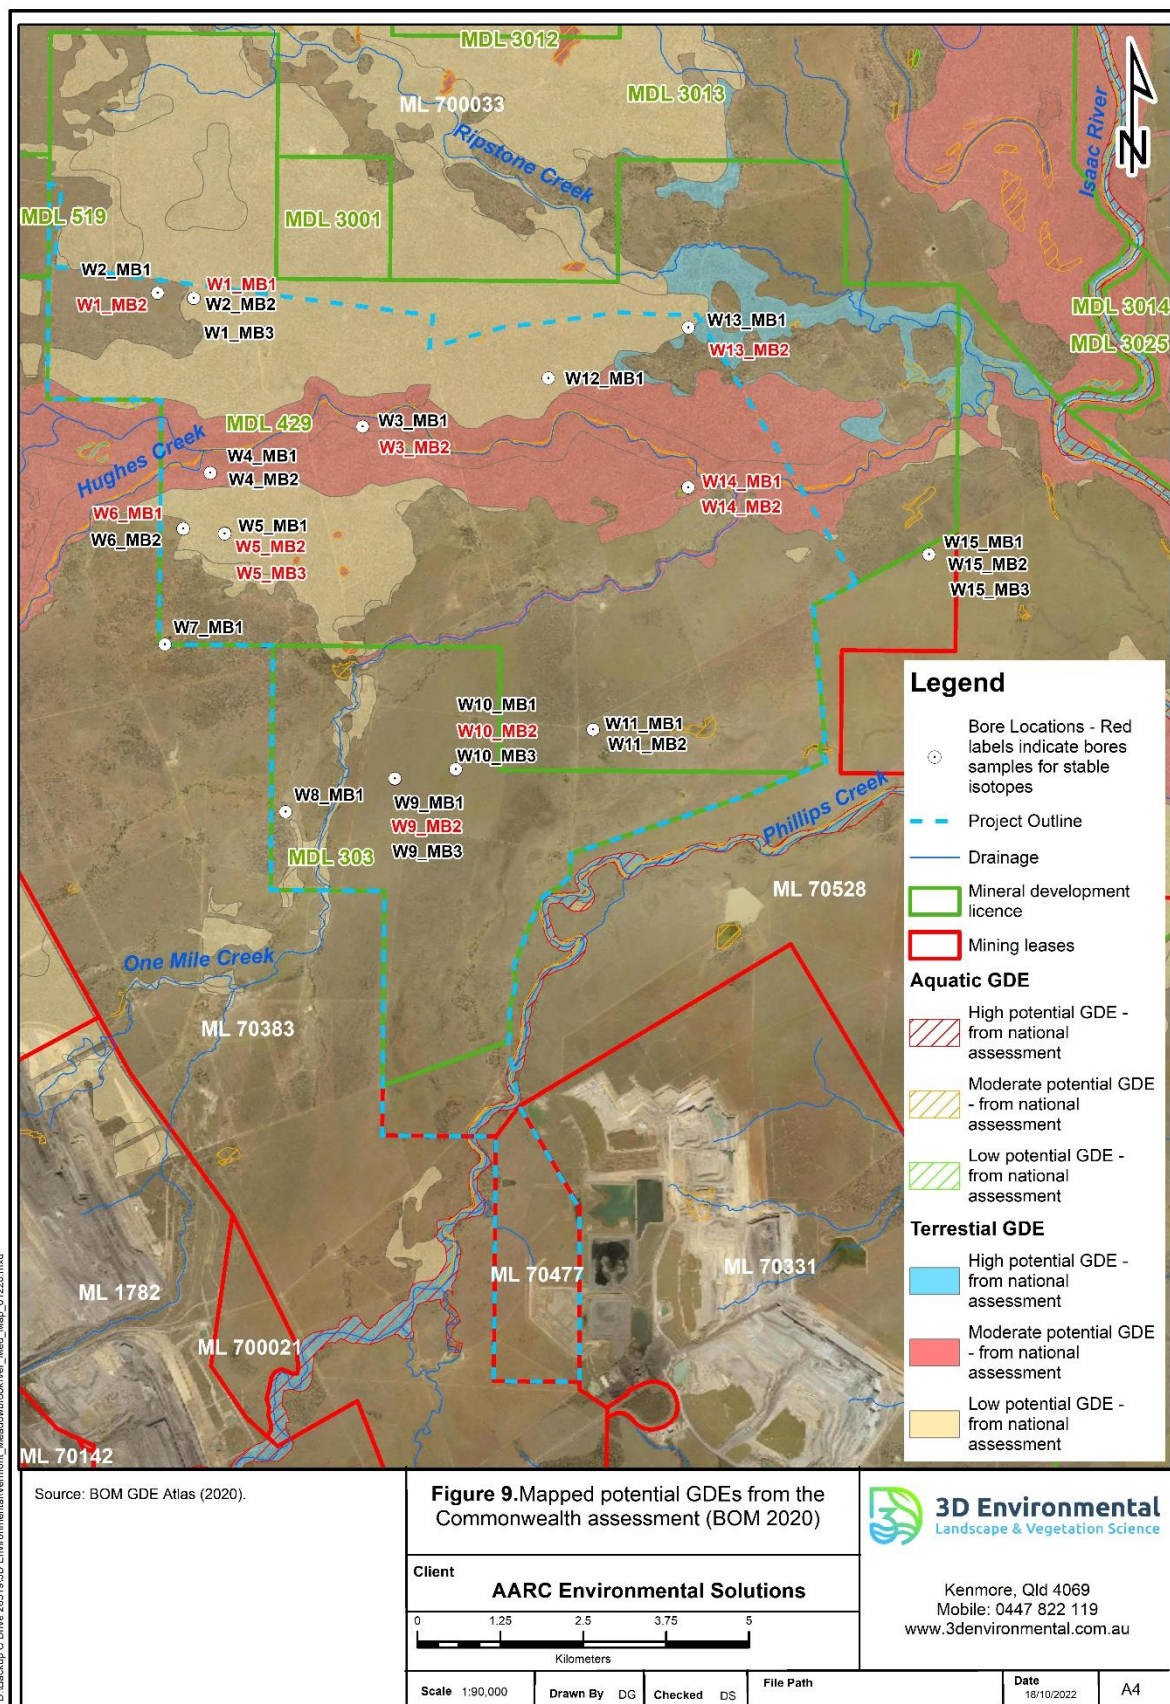 MDL 3012
MDL 3013
ML 700033
Ripstone Creek
Isaac River
N
MDL 519
MDL 3001
W2_MB1
W1_MB1
W1_MB2
W2_MB2
W1_MB3
MDL 3014
MDL 3025
W13_MB1
W13_MB2
W12_MB1
MDL 429
W3_MB1
W3_MB2
Hughes Creek
W4_MB1
W4_MB2
W14_MB1
W14_MB2
W6_MB1
W6_MB2
W5_MB1
W5_MB2
W5_MB3
W15_MB1
W15_MB2
W15_MB3
W7_MB1
W10_MB1
W10_MB2
W10_MB3
W11_MB1
W11_MB2
W8_MB1
W9_MB1
W9_MB2
W9_MB3
MDL 303
Phillips Creek
ML 70528
One Mile Creek
ML 70383
ML 1782
ML 700021
ML 70477
ML 70331
ML 70142
Legend
Bore Locations - Red
labels indicate bores
samples for stable
isotopes
Project Outline
Drainage
Mineral development
licence
Mining leases
Aquatic GDE
High potential GDE -
from national
assessment
Moderate potential GDE
- from national
assessment
Low potential GDE -
from national
assessment
Terrestial GDE
High potential GDE -
from national
assessment
Moderate potential GDE
- from national
assessment
Low potential GDE -
from national
assessment
Source: BOM GDE Atlas (2020).
Figure 9.Mapped potential GDEs from the
Commonwealth assessment (BOM 2020)
Client
AARC Environmental Solutions
0 1.25 2.5 3.75 5
Kilometers
Scale 1:90,000
Drawn By DG
Checked DS
File Path
Date
18/10/2022
A4
3D Environmental
Landscape & Vegetation Science
Kenmore, Qld 4069
Mobile: 0447 822 119
www.3denvironmental.com.au